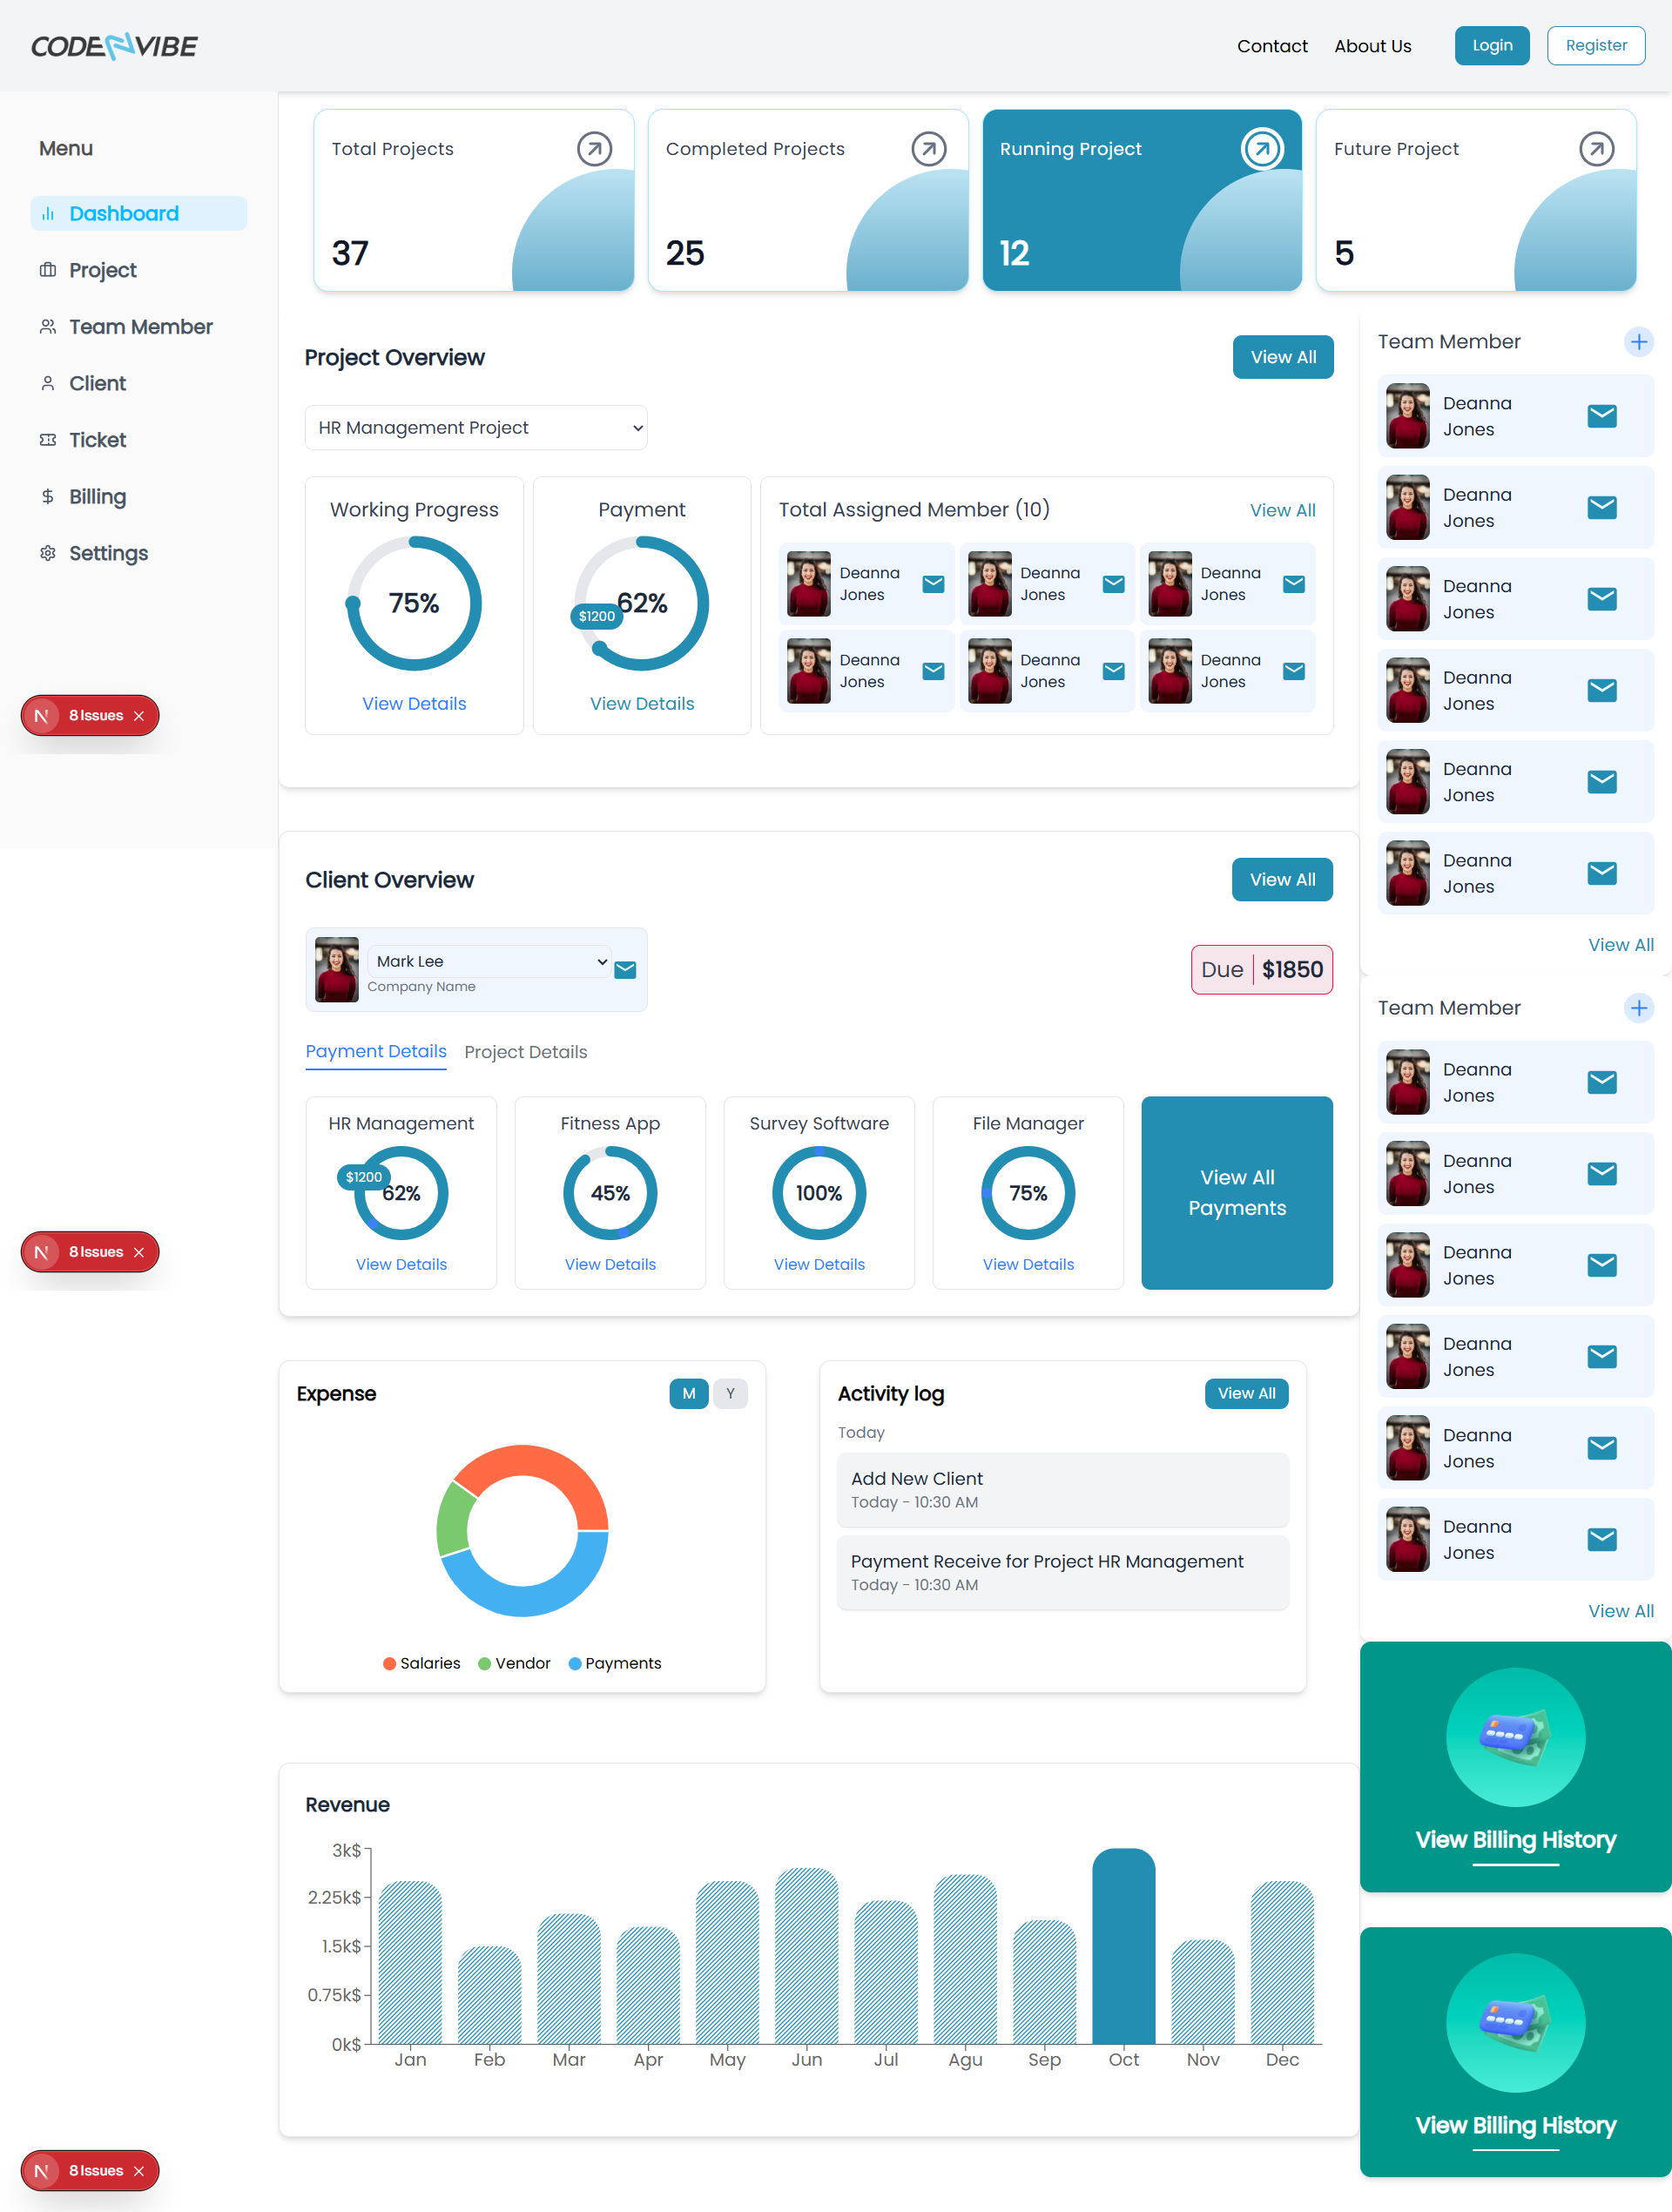 CODENVIBE
Contact
About Us
Login
Register
Menu
Dashboard
Project
Team Member
Client
Ticket
Billing
Settings
N 8 Issues
Total Projects
37
Completed Projects
25
Running Project
12
Future Project
5
Project Overview
View All
HR Management Project
Working Progress
75%
View Details
Payment
$1200
62%
View Details
Total Assigned Member (10)
View All
Deanna
Jones
Deanna
Jones
Deanna
Jones
Deanna
Jones
Deanna
Jones
Deanna
Jones
Team Member
Deanna
Jones
Deanna
Jones
Deanna
Jones
Deanna
Jones
Deanna
Jones
Deanna
Jones
View All
Client Overview
View All
Mark Lee
Company Name
Due
$1850
Payment Details
Project Details
HR Management
$1200
62%
View Details
Fitness App
45%
View Details
Survey Software
100%
View Details
File Manager
75%
View Details
View All
Payments
N 8 Issues
Team Member
Deanna
Jones
Deanna
Jones
Deanna
Jones
Deanna
Jones
Deanna
Jones
Deanna
Jones
View All
Expense
M
Y
Salaries
Vendor
Payments
Activity log
View All
Today
Add New Client
Today - 10:30 AM
Payment Receive for Project HR Management
Today - 10:30 AM
View Billing History
Revenue
3k$
2.25k$
1.5k$
0.75k$
0k$
Jan
Feb
Mar
Apr
May
Jun
Jul
Agu
Sep
Oct
Nov
Dec
View Billing History
N 8 Issues